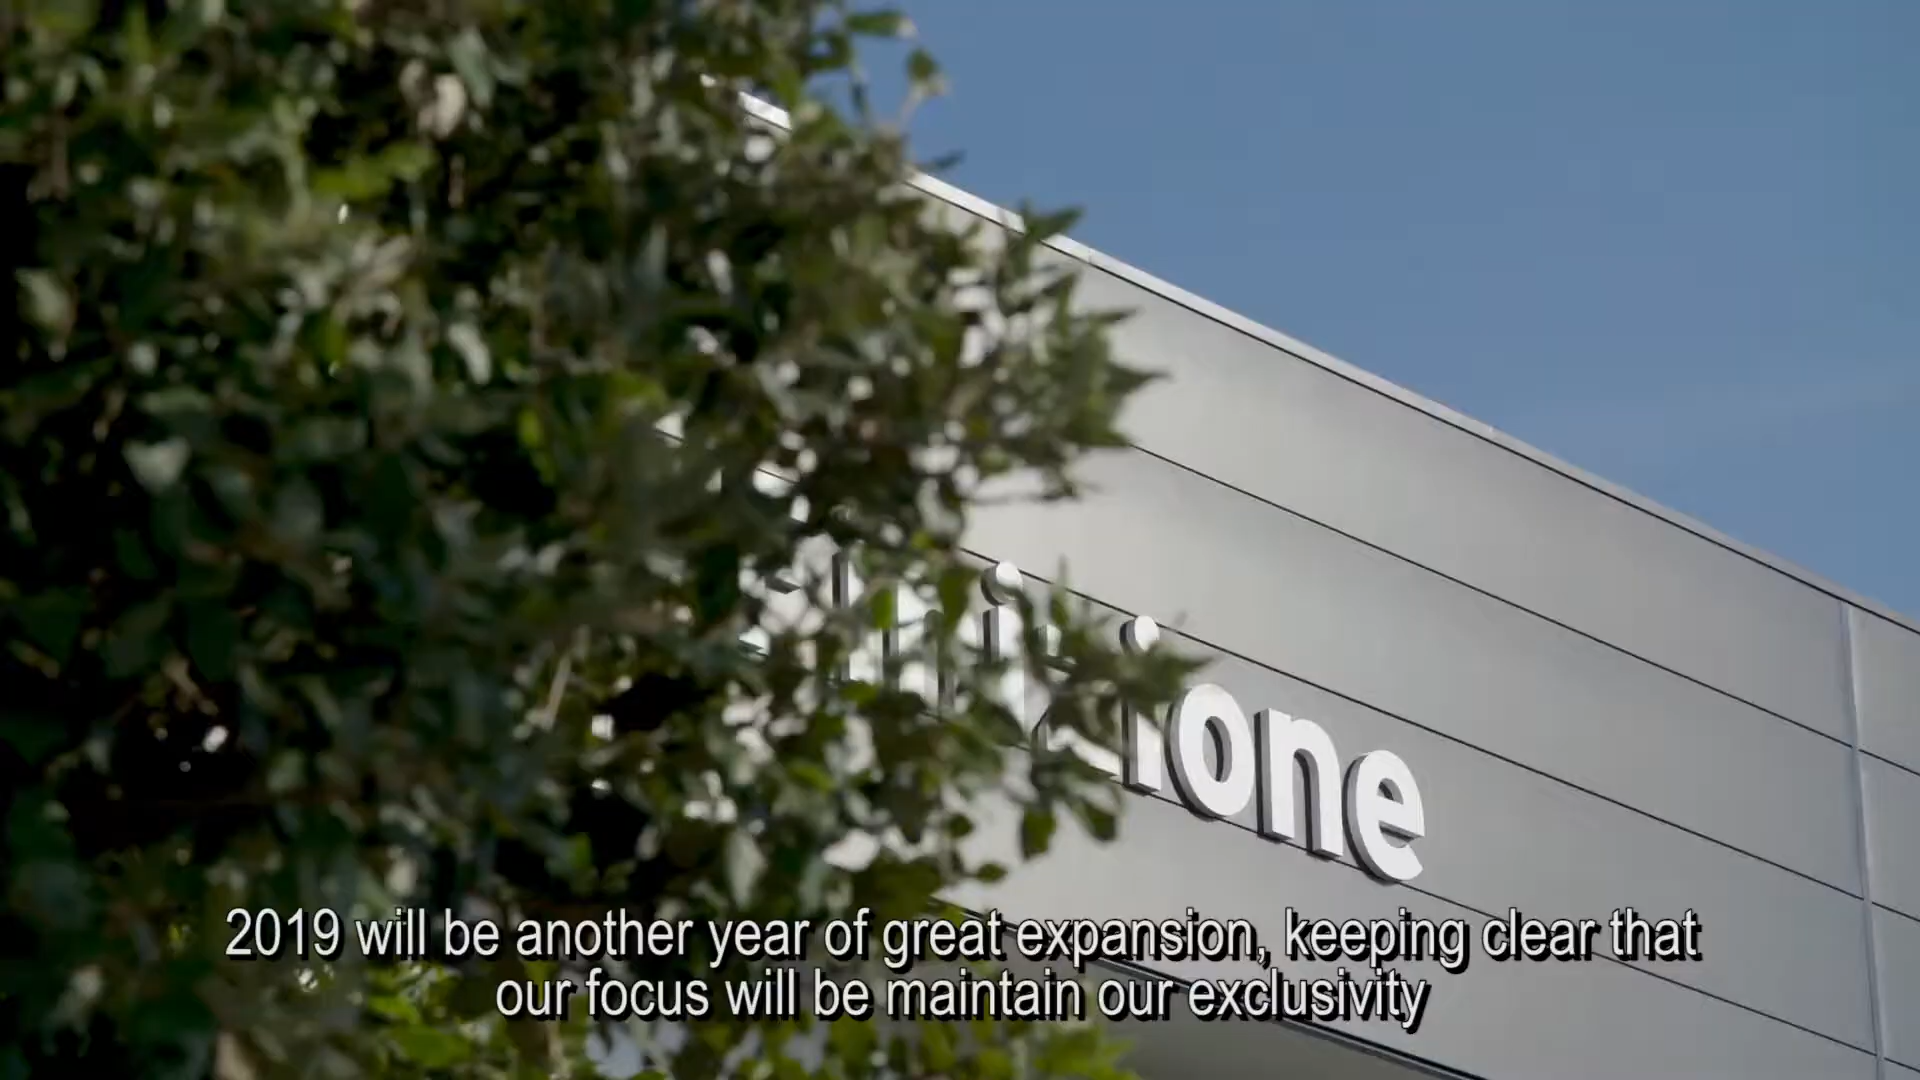 ione
2019 will be another year of great expansion, keeping clear that
our focus will be maintain our exclusivity